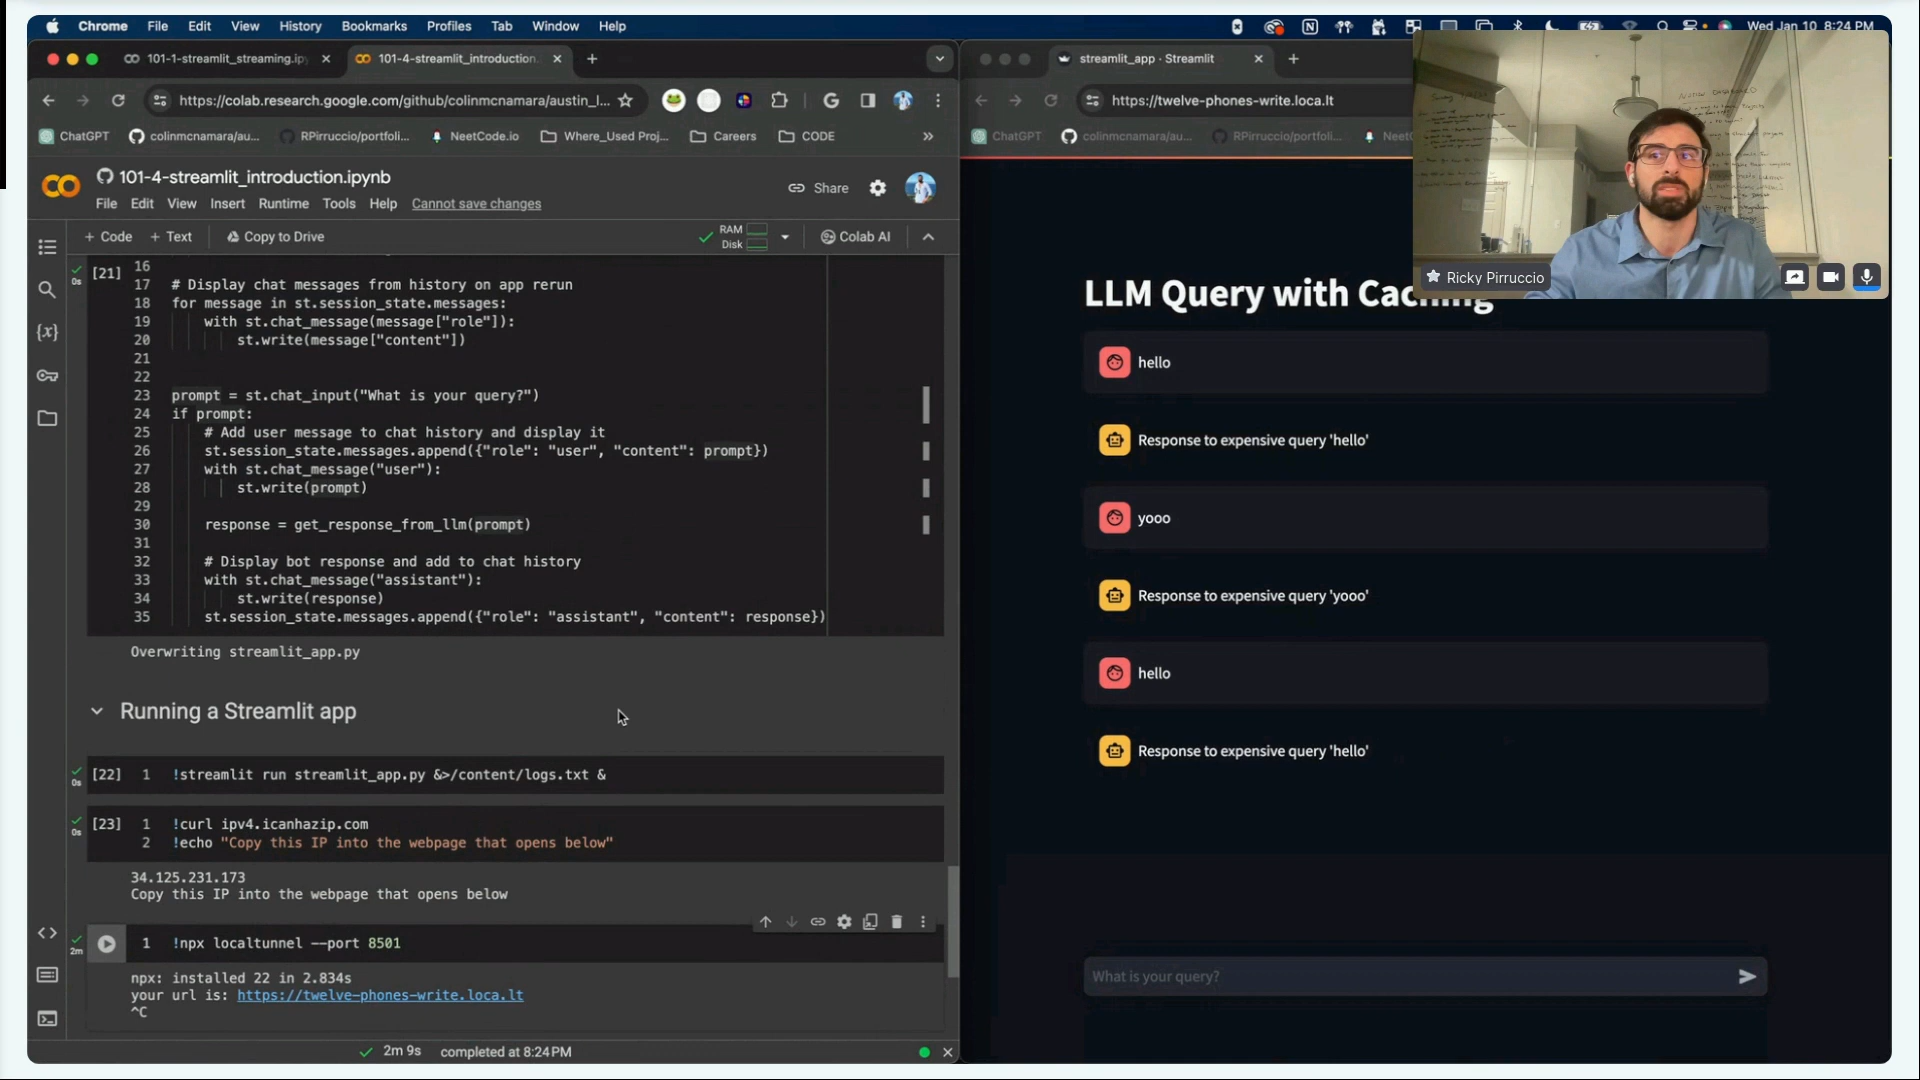 Chrome File Edit View History Bookmarks Profiles Tab Window Help
Wed Jan 10 8:24 PM
101-1-streamlit_streaming.ip
101-4-streamlit_introduction.
https://colab.research.google.com/github/colinmcnamara/austin_l...
ChatGPT colinmcnamara/au... RPirruccio/portfoli... NeetCode.io Where_Used Proj... Careers CODE
101-4-streamlit_introduction.ipynb
File Edit View Insert Runtime Tools Help Cannot save changes
Share
+ Code + Text Copy to Drive
RAM
Disk
Colab AI
[21]
0s
16
17 # Display chat messages from history on app rerun
18 for message in st.session_state.messages:
19 with st.chat_message(message["role"]):
20 st.write(message["content"])
21
22
23 prompt = st.chat_input("What is your query?")
24 if prompt:
25 # Add user message to chat history and display it
26 st.session_state.messages.append({"role": "user", "content": prompt})
27 with st.chat_message("user"):
28 st.write(prompt)
29
30 response = get_response_from_llm(prompt)
31
32 # Display bot response and add to chat history
33 with st.chat_message("assistant"):
34 st.write(response)
35 st.session_state.messages.append({"role": "assistant", "content": response})
Overwriting streamlit_app.py
Running a Streamlit app
[22] 1 !streamlit run streamlit_app.py &>/content/logs.txt &
0s
[23] 1 !curl ipv4.icanhazip.com
0s
2 !echo "Copy this IP into the webpage that opens below"
34.125.231.173
Copy this IP into the webpage that opens below
2m
1 !npx localtunnel --port 8501
npx: installed 22 in 2.834s
your url is: https://twelve-phones-write.loca.lt
^C
2m 9s completed at 8:24 PM
streamlit_app · Streamlit
https://twelve-phones-write.loca.lt
ChatGPT colinmcnamara/au... RPirruccio/portfoli... Neet
Ricky Pirruccio
LLM Query with Caching
hello
Response to expensive query 'hello'
yooo
Response to expensive query 'yooo'
hello
Response to expensive query 'hello'
What is your query?